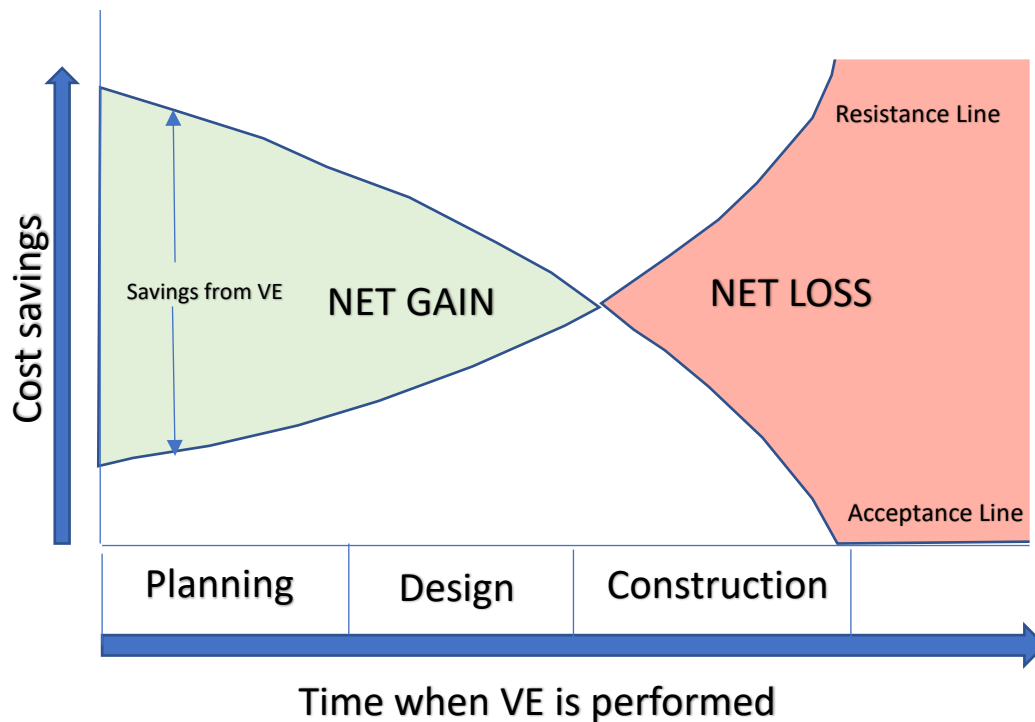 Cost savings
Resistance Line
Savings from VE
NET GAIN
NET LOSS
Acceptance Line
Planning
Design
Construction
Time when VE is performed